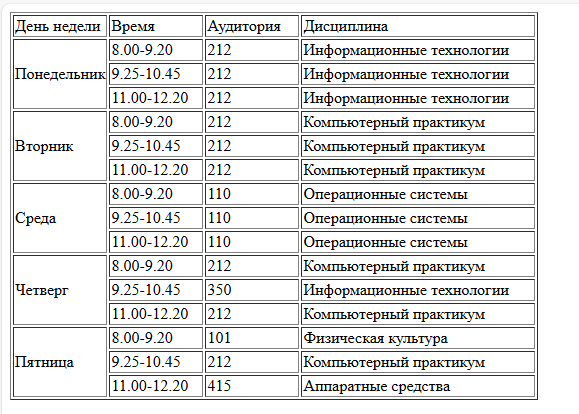 День недели Время Аудитория Дисциплина
8.00-9.20 212 Информационные технологии
Понедельник 9.25-10.45 212 Информационные технологии
11.00-12.20 212 Информационные технологии
8.00-9.20 212 Компьютерный практикум
Вторник 9.25-10.45 212 Компьютерный практикум
11.00-12.20 212 Компьютерный практикум
8.00-9.20 110 Операционные системы
Среда 9.25-10.45 110 Операционные системы
11.00-12.20 110 Операционные системы
8.00-9.20 212 Компьютерный практикум
Четверг 9.25-10.45 350 Информационные технологии
11.00-12.20 212 Компьютерный практикум
8.00-9.20 101 Физическая культура
Пятница 9.25-10.45 212 Компьютерный практикум
11.00-12.20 415 Аппаратные средства